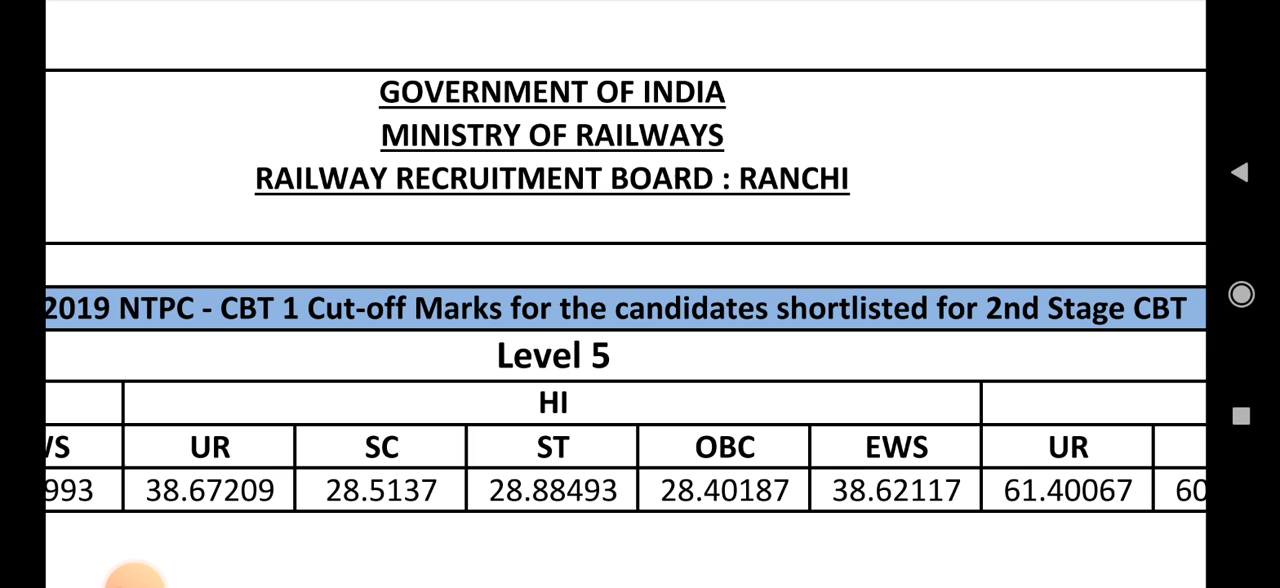 GOVERNMENT OF INDIA
MINISTRY OF RAILWAYS
RAILWAY RECRUITMENT BOARD : RANCHI
2019 NTPC - CBT 1 Cut-off Marks for the candidates shortlisted for 2nd Stage CBT
Level 5
HI
UR SC ST OBC EWS UR
993 38.67209 28.5137 28.88493 28.40187 38.62117 61.40067 60